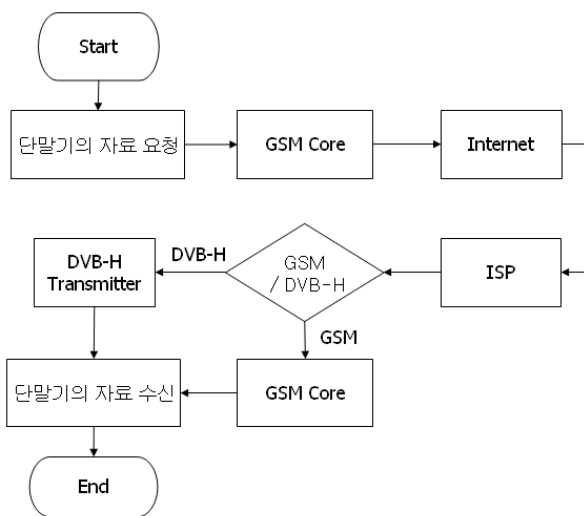 Start
단말기의 자료 요청
GSM Core
Internet
DVB-H
Transmitter
DVB-H
GSM
/ DVB-H
ISP
GSM
단말기의 자료 수신
GSM Core
End